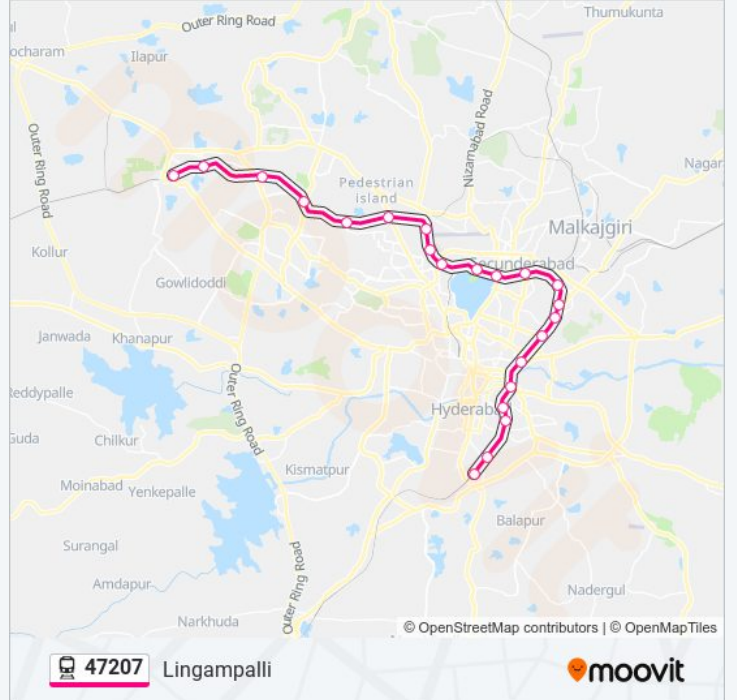 Thumukunta
Outer Ring Road
ocharam
Ilapur
Outer Ring Road
Nizamabad Road
Nagar
Pedestrian
island
Malkajgiri
Kollur
Secunderabad
Gowlidoddi
Janwada
Khanapur
Outer Ring Road
Reddypalle
Hyderabad
Guda
Chilkur
Kismatpur
Moinabad
Yenkepalle
Balapur
Surangal
Outer Ring Road
Amdapur
Nadergul
Narkhuda
© OpenStreetMap contributors | © OpenMapTiles
47207 Lingampalli
moovit